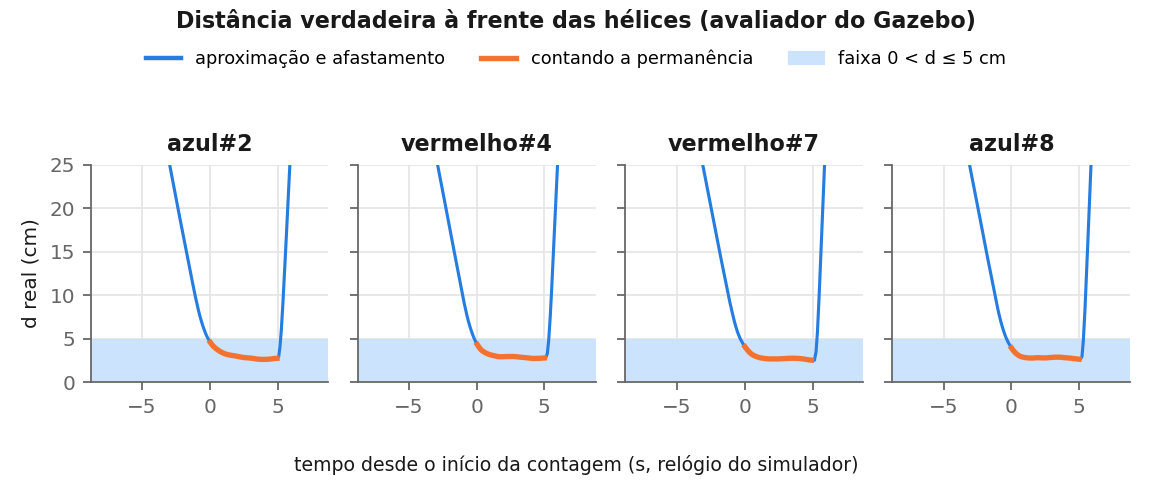 Distância verdadeira à frente das hélices (avaliador do Gazebo)
aproximação e afastamento
contando a permanência
faixa 0 < d ≤ 5 cm
azul#2
vermelho#4
vermelho#7
azul#8
d real (cm)
25
20
15
10
5
0
−5 0 5
−5 0 5
−5 0 5
−5 0 5
tempo desde o início da contagem (s, relógio do simulador)